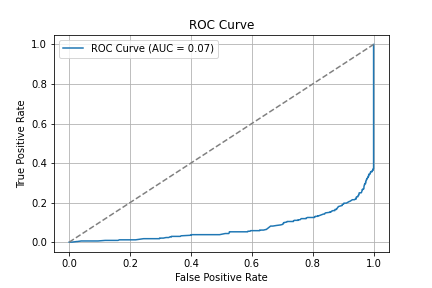 ROC Curve
ROC Curve (AUC = 0.07)
True Positive Rate
1.0
0.8
0.6
0.4
0.2
0.0
0.0 0.2 0.4 0.6 0.8 1.0
False Positive Rate